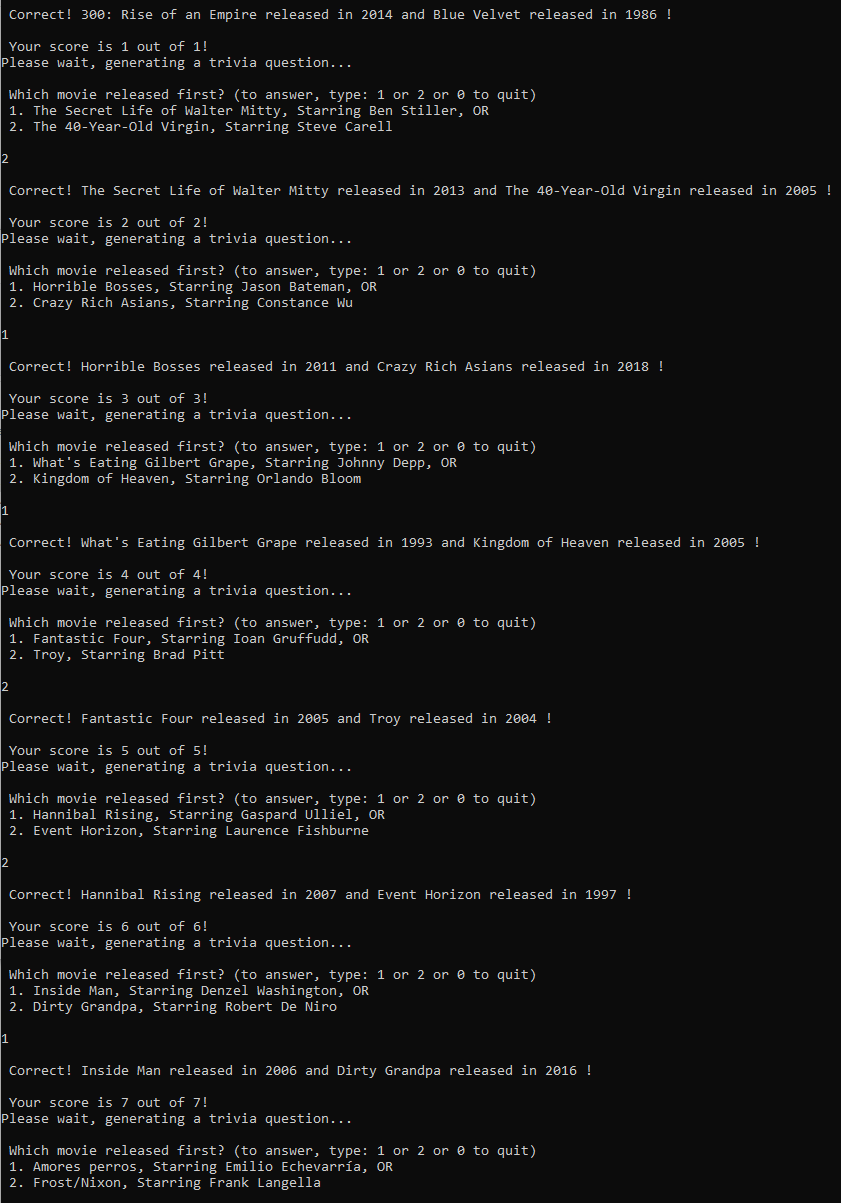 Correct! 300: Rise of an Empire released in 2014 and Blue Velvet released in 1986 !
Your score is 1 out of 1!
Please wait, generating a trivia question...
Which movie released first? (to answer, type: 1 or 2 or 0 to quit)
1. The Secret Life of Walter Mitty, Starring Ben Stiller, OR
2. The 40-Year-Old Virgin, Starring Steve Carell
2
Correct! The Secret Life of Walter Mitty released in 2013 and The 40-Year-Old Virgin released in 2005 !
Your score is 2 out of 2!
Please wait, generating a trivia question...
Which movie released first? (to answer, type: 1 or 2 or 0 to quit)
1. Horrible Bosses, Starring Jason Bateman, OR
2. Crazy Rich Asians, Starring Constance Wu
1
Correct! Horrible Bosses released in 2011 and Crazy Rich Asians released in 2018 !
Your score is 3 out of 3!
Please wait, generating a trivia question...
Which movie released first? (to answer, type: 1 or 2 or 0 to quit)
1. What's Eating Gilbert Grape, Starring Johnny Depp, OR
2. Kingdom of Heaven, Starring Orlando Bloom
1
Correct! What's Eating Gilbert Grape released in 1993 and Kingdom of Heaven released in 2005 !
Your score is 4 out of 4!
Please wait, generating a trivia question...
Which movie released first? (to answer, type: 1 or 2 or 0 to quit)
1. Fantastic Four, Starring Ioan Gruffudd, OR
2. Troy, Starring Brad Pitt
2
Correct! Fantastic Four released in 2005 and Troy released in 2004 !
Your score is 5 out of 5!
Please wait, generating a trivia question...
Which movie released first? (to answer, type: 1 or 2 or 0 to quit)
1. Hannibal Rising, Starring Gaspard Ulliel, OR
2. Event Horizon, Starring Laurence Fishburne
2
Correct! Hannibal Rising released in 2007 and Event Horizon released in 1997 !
Your score is 6 out of 6!
Please wait, generating a trivia question...
Which movie released first? (to answer, type: 1 or 2 or 0 to quit)
1. Inside Man, Starring Denzel Washington, OR
2. Dirty Grandpa, Starring Robert De Niro
1
Correct! Inside Man released in 2006 and Dirty Grandpa released in 2016 !
Your score is 7 out of 7!
Please wait, generating a trivia question...
Which movie released first? (to answer, type: 1 or 2 or 0 to quit)
1. Amores perros, Starring Emilio Echevarría, OR
2. Frost/Nixon, Starring Frank Langella